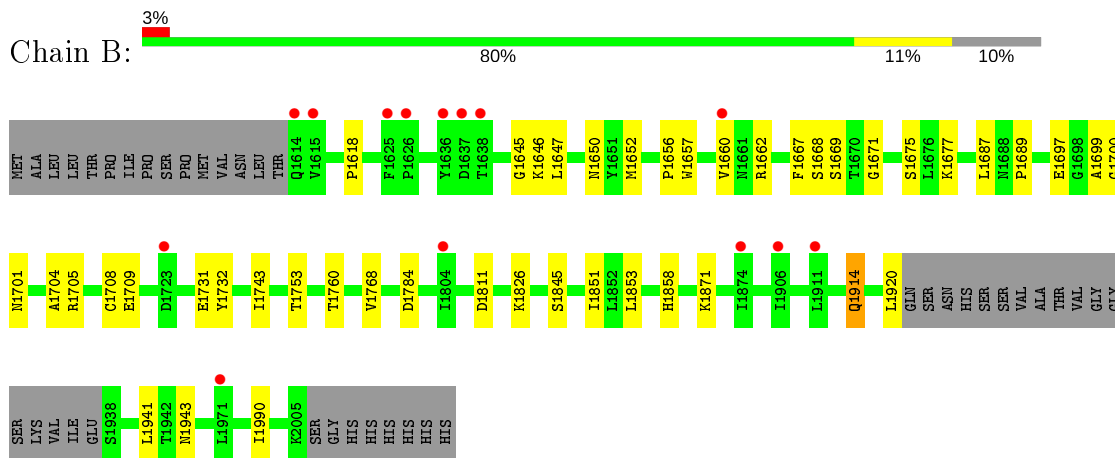 3%
Chain B:
80% 11% 10%
MET ALA LEU LEU THR PRO ILE PRO SER PRO MET VAL ASN LEU THR Q1614 V1615 P1618 F1625 P1626 Y1636 D1637 T1638 G1645 K1646 L1647 N1650 Y1651 M1652 P1656 W1657 V1660 N1661 R1662 F1667 S1668 S1669 T1670 G1671 S1675 L1676 K1677 L1687 N1688 P1689 E1697 G1698 A1699 G1700
N1701 A1704 R1705 C1708 E1709 D1723 E1731 Y1732 I1743 T1753 T1760 V1768 D1784 I1804 D1811 K1826 S1845 I1851 L1852 L1853 H1858 K1871 I1874 I1906 L1911 Q1914 L1920 GLN SER ASN HIS SER SER VAL ALA THR VAL GLY GLY
SER LYS VAL ILE GLU S1938 L1941 T1942 N1943 L1971 I1990 K2005 SER GLY HIS HIS HIS HIS HIS HIS